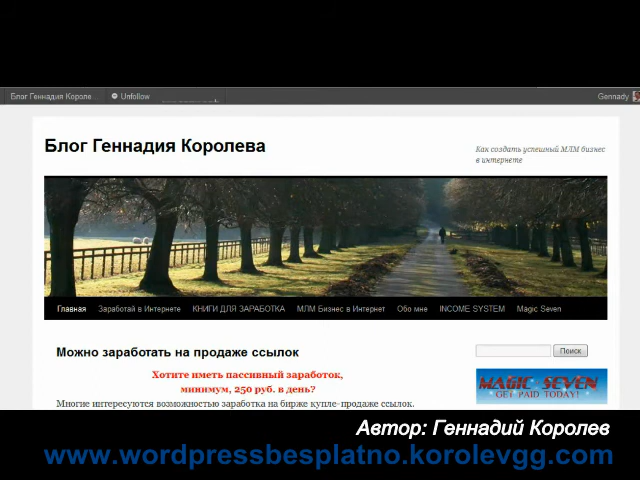 Блог Геннадия Короле
Unfollow
Gennady
Блог Геннадия Королева
Как создать успешный МЛМ бизнес
в интернете
Главная Заработай в Интернете КНИГИ ДЛЯ ЗАРАБОТКА МЛМ Бизнес в Интернет Обо мне INCOME SYSTEM Magic Seven
Можно заработать на продаже ссылок
Поиск
Хотите иметь пассивный заработок,
минимум, 250 руб. в день?
Многие интересуются возможностью заработка на бирже купле-продаже ссылок.
MAGIC SEVEN
GET PAID TODAY!
Автор: Геннадий Королев
www.wordpressbesplatno.korolevgg.com